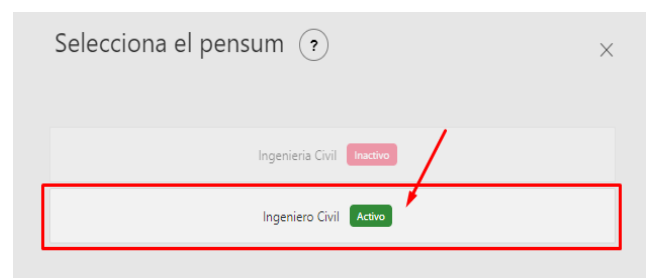 Selecciona el pensum ?
Ingenieria Civil Inactivo
Ingeniero Civil Activo